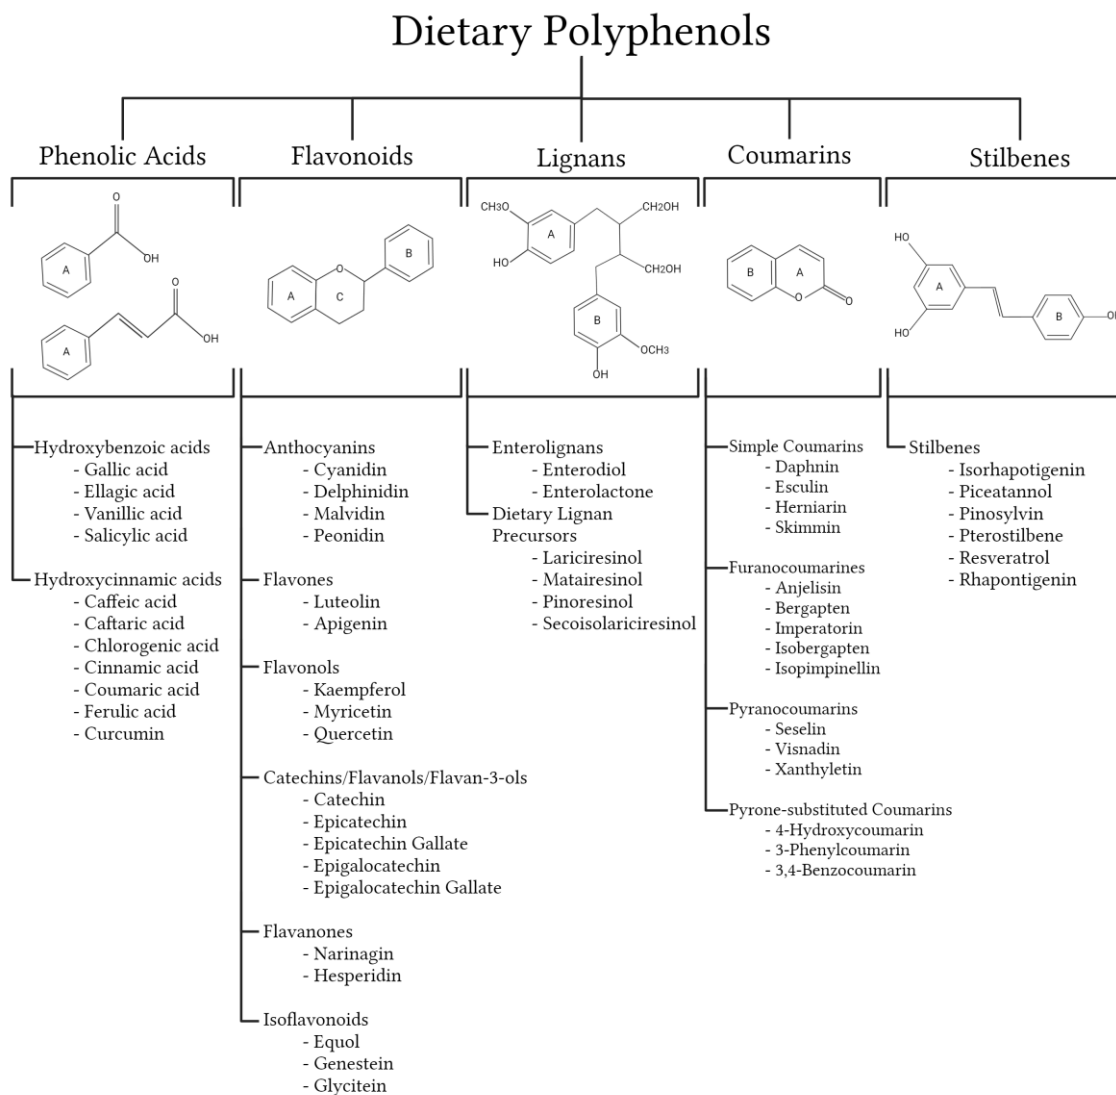 Dietary Polyphenols
Phenolic Acids
Flavonoids
Lignans
Coumarins
Stilbenes
O
OH
A
O
OH
A
O
A
C
B
CH3O
HO
A
CH2OH
CH2OH
B
OCH3
OH
B
A
O
O
HO
A
HO
B
Hydroxybenzoic acids
- Gallic acid
- Ellagic acid
- Vanillic acid
- Salicylic acid
Hydroxycinnamic acids
- Caffeic acid
- Caftaric acid
- Chlorogenic acid
- Cinnamic acid
- Coumaric acid
- Ferulic acid
- Curcumin
Anthocyanins
- Cyanidin
- Delphinidin
- Malvidin
- Peonidin
Flavones
- Luteolin
- Apigenin
Flavonols
- Kaempferol
- Myricetin
- Quercetin
Catechins/Flavanols/Flavan-3-ols
- Catechin
- Epicatechin
- Epicatechin Gallate
- Epigalocatechin
- Epigalocatechin Gallate
Flavanones
- Narinagin
- Hesperidin
Isoflavonoids
- Equol
- Genestein
- Glycitein
Enterolignans
- Enterodiol
- Enterolactone
Dietary Lignan
Precursors
- Lariciresinol
- Matairesinol
- Pinoresinol
- Secoisolariciresinol
Simple Coumarins
- Daphnin
- Esculin
- Herniarin
- Skimmin
Furanocoumarines
- Anjelisin
- Bergapten
- Imperatorin
- Isobergapten
- Isopimpinellin
Pyranocoumarins
- Seselin
- Visnadin
- Xanthyletin
Pyrone-substituted Coumarins
- 4-Hydroxycoumarin
- 3-Phenylcoumarin
- 3,4-Benzocoumarin
Stilbenes
- Isorhapotigenin
- Piceatannol
- Pinosylvin
- Pterostilbene
- Resveratrol
- Rhapontigenin